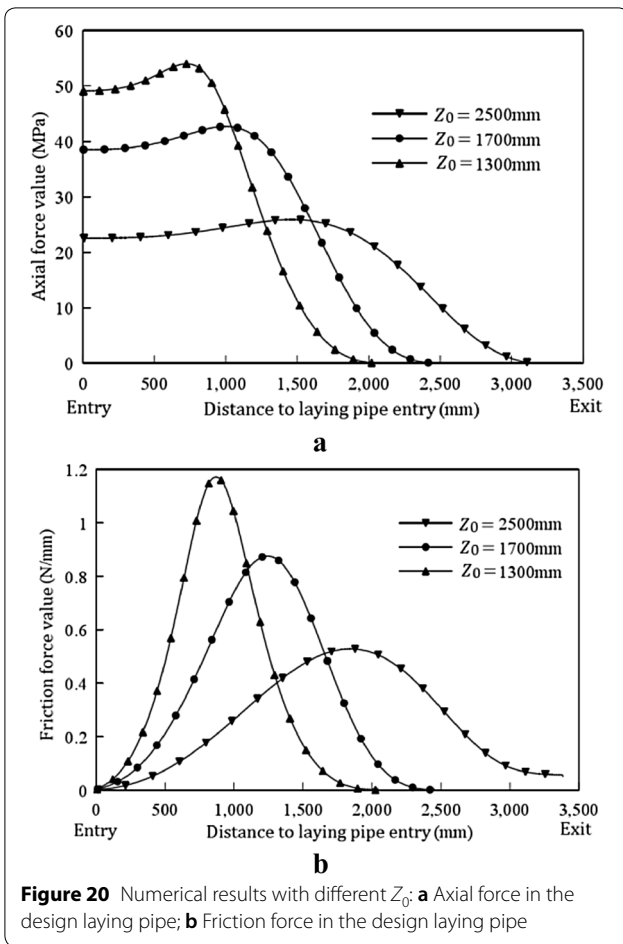 60
50
40
30
20
10
0
Axial force value (MPa)
Z0 = 2500mm
Z0 = 1700mm
Z0 = 1300mm
0 500 1,000 1,500 2,000 2,500 3,000 3,500
Entry Distance to laying pipe entry (mm) Exit
a
1.2
1
0.8
0.6
0.4
0.2
0
Friction force value (N/mm)
Z0 = 2500mm
Z0 = 1700mm
Z0 = 1300mm
0 500 1,000 1,500 2,000 2,500 3,000 3,500
Entry Distance to laying pipe entry (mm) Exit
b
Figure 20 Numerical results with different Z0: a Axial force in the
design laying pipe; b Friction force in the design laying pipe